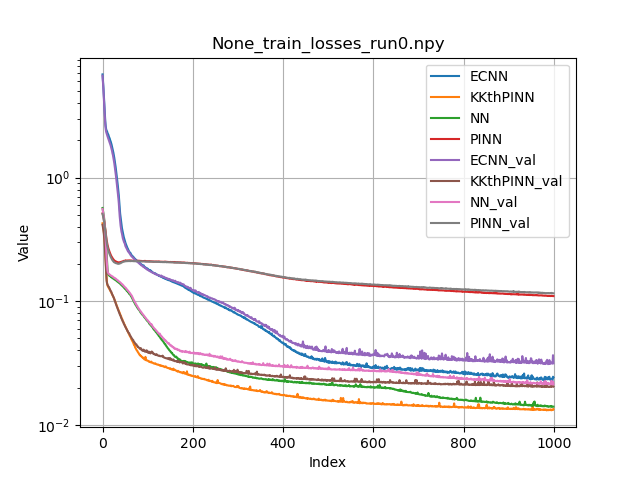 None_train_losses_run0.npy
ECNN
KKthPINN
NN
PINN
ECNN_val
KKthPINN_val
NN_val
PINN_val
Value
10⁰
10⁻¹
10⁻²
0 200 400 600 800 1000
Index